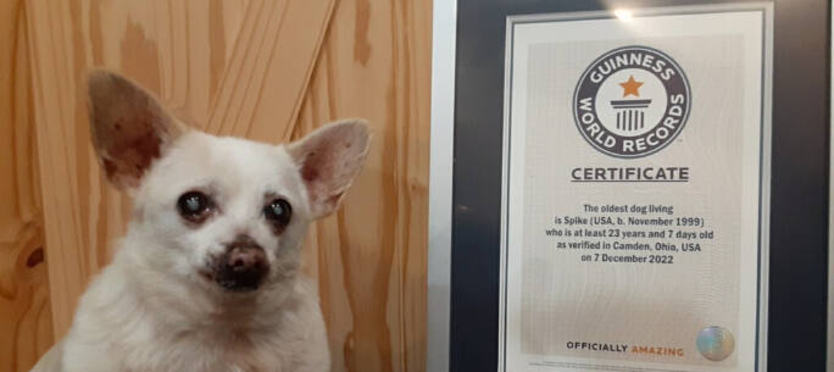 GUINNESS
WORLD RECORDS
CERTIFICATE
The oldest dog living
is Spike (USA, b. November 1999)
who is at least 23 years and 7 days old
as verified in Camden, Ohio, USA
on 7 December 2022
OFFICIALLY AMAZING